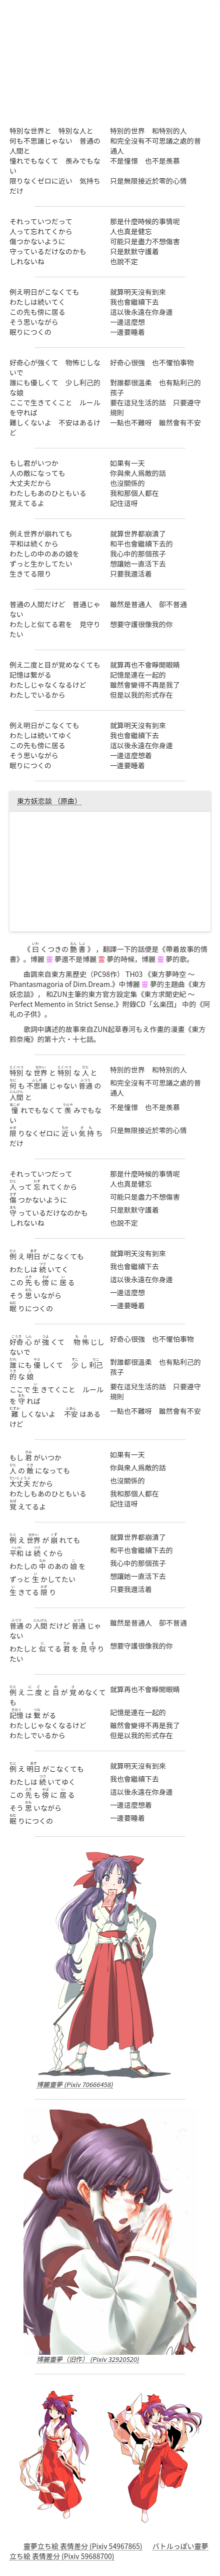 特別な世界と　特別な人と　特別的世界　和特別的人
何も不思議じゃない　普通の人間と　和完全沒有不可思議之處的普通人
憧れでもなくて　羨みでもない　不是憧憬　也不是羨慕
限りなくゼロに近い　気持ちだけ　只是無限接近於零的心情
それっていつだって　那是什麼時候的事情呢
人って忘れてくから　人也真是健忘
傷つかないように　可能只是盡力不想傷害
守っているだけなのかも　只是默默守護着
しれないね　也說不定
例え明日がこなくても　就算明天沒有到來
わたしは続いてく　我也會繼續下去
この先も傍に居る　這以後永遠在你身邊
そう思いながら　一邊這麼想
眠りにつくの　一邊要睡着
好奇心が強くて　物怖じしないで　好奇心很強　也不懼怕事物
誰にも優しくて　少し利己的な娘　對誰都很溫柔　也有點利己的孩子
ここで生きてくこと　ルールを守れば　要在這兒生活的話　只要遵守規則
難しくないよ　不安はあるけど　一點也不難呀　雖然會有不安
もし君がいつか　如果有一天
人の敵になっても　你與衆人爲敵的話
大丈夫だから　也沒關係的
わたしもあのひともいる　我和那個人都在
覚えてるよ　記住這呀
例え世界が崩れても　就算世界都崩潰了
平和は続くから　和平也會繼續下去的
わたしの中のあの娘を　我心中的那個孩子
ずっと生かしてたい　想讓她一直活下去
生きてる限り　只要我還活着
普通の人間だけど　普通じゃない　雖然是普通人　卻不普通
わたしと似てる君を　見守りたい　想要守護很像我的你
例え二度と目が覚めなくても　就算再也不會睜開眼睛
記憶は繋がる　記憶是連在一起的
わたしじゃなくなるけど　雖然會變得不再是我了
わたしでいるから　但是以我的形式存在
例え明日がこなくても　就算明天沒有到來
わたしは続いてゆく　我也會繼續下去
この先も傍に居る　這以後永遠在你身邊
そう思いながら　一邊這麼想着
眠りにつくの　一邊要睡着
東方妖恋談 （原曲）
《曰くつきの艶書》，翻譯一下的話便是《帶着故事的情書》。博麗靈夢還不是博麗霊夢的時候，博麗靈夢的歌。
曲調來自東方黑歷史（PC98作） TH03 《東方夢時空 ～ Phantasmagoria of Dim.Dream.》中博麗靈夢的主題曲《東方妖恋談》， 和ZUN主筆的東方官方設定集《東方求聞史紀 ～ Perfect Memento in Strict Sense.》附錄CD「幺楽団」 中的《阿礼の子供》。
歌詞中講述的故事來自ZUN起草春河もえ作畫的漫畫《東方鈴奈庵》的第十六・十七話。
特別な世界と特別な人と　特別的世界　和特別的人
何も不思議じゃない普通の人間と　和完全沒有不可思議之處的普通人
憧れでもなくて羨みでもない　不是憧憬　也不是羨慕
限りなくゼロに近い気持ちだけ　只是無限接近於零的心情
それっていつだって　那是什麼時候的事情呢
人って忘れてくから　人也真是健忘
傷つかないように　可能只是盡力不想傷害
守っているだけなのかも　只是默默守護着
しれないね　也說不定
例え明日がこなくても　就算明天沒有到來
わたしは続いてく　我也會繼續下去
この先も傍に居る　這以後永遠在你身邊
そう思いながら　一邊這麼想
眠りにつくの　一邊要睡着
好奇心が強くて　物怖じしないで　好奇心很強　也不懼怕事物
誰にも優しくて　少し利己的な娘　對誰都很溫柔　也有點利己的孩子
ここで生きてくこと　ルールを守れば　要在這兒生活的話　只要遵守規則
難しくないよ　不安はあるけど　一點也不難呀　雖然會有不安
もし君がいつか　如果有一天
人の敵になっても　你與衆人爲敵的話
大丈夫だから　也沒關係的
わたしもあのひともいる　我和那個人都在
覚えてるよ　記住這呀
例え世界が崩れても　就算世界都崩潰了
平和は続くから　和平也會繼續下去的
わたしの中のあの娘を　我心中的那個孩子
ずっと生かしてたい　想讓她一直活下去
生きてる限り　只要我還活着
普通の人間だけど普通じゃない　雖然是普通人　卻不普通
わたしと似てる君を見守りたい　想要守護很像我的你
例え二度と目が覚めなくても　就算再也不會睜開眼睛
記憶は繋がる　記憶是連在一起的
わたしじゃなくなるけど　雖然會變得不再是我了
わたしでいるから　但是以我的形式存在
例え明日がこなくても　就算明天沒有到來
わたしは続いてゆく　我也會繼續下去
この先も傍に居る　這以後永遠在你身邊
そう思いながら　一邊這麼想着
眠りにつくの　一邊要睡着
博麗靈夢 (Pixiv 70666458)
博麗靈夢（旧作） (Pixiv 32920520)
靈夢立ち絵 表情差分 (Pixiv 54967865)　バトルっぽい靈夢立ち絵 表情差分 (Pixiv 59688700)